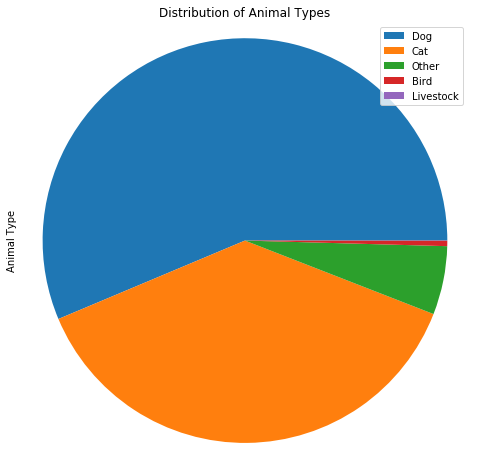 Distribution of Animal Types
Dog
Cat
Other
Bird
Livestock
Animal Type